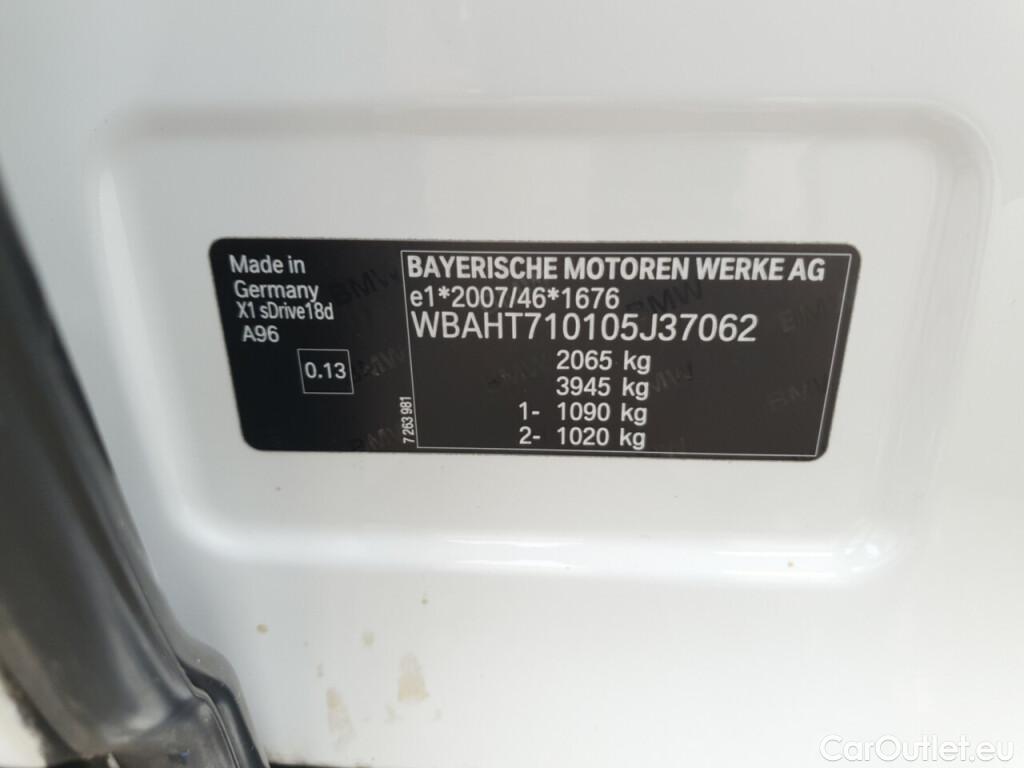 Made in
Germany
X1 sDrive18d
A96
0.13
7 263 981
BAYERISCHE MOTOREN WERKE AG
e1*2007/46*1676
WBAHT710105J37062
2065 kg
3945 kg
1- 1090 kg
2- 1020 kg
BMW
CarOutlet.eu